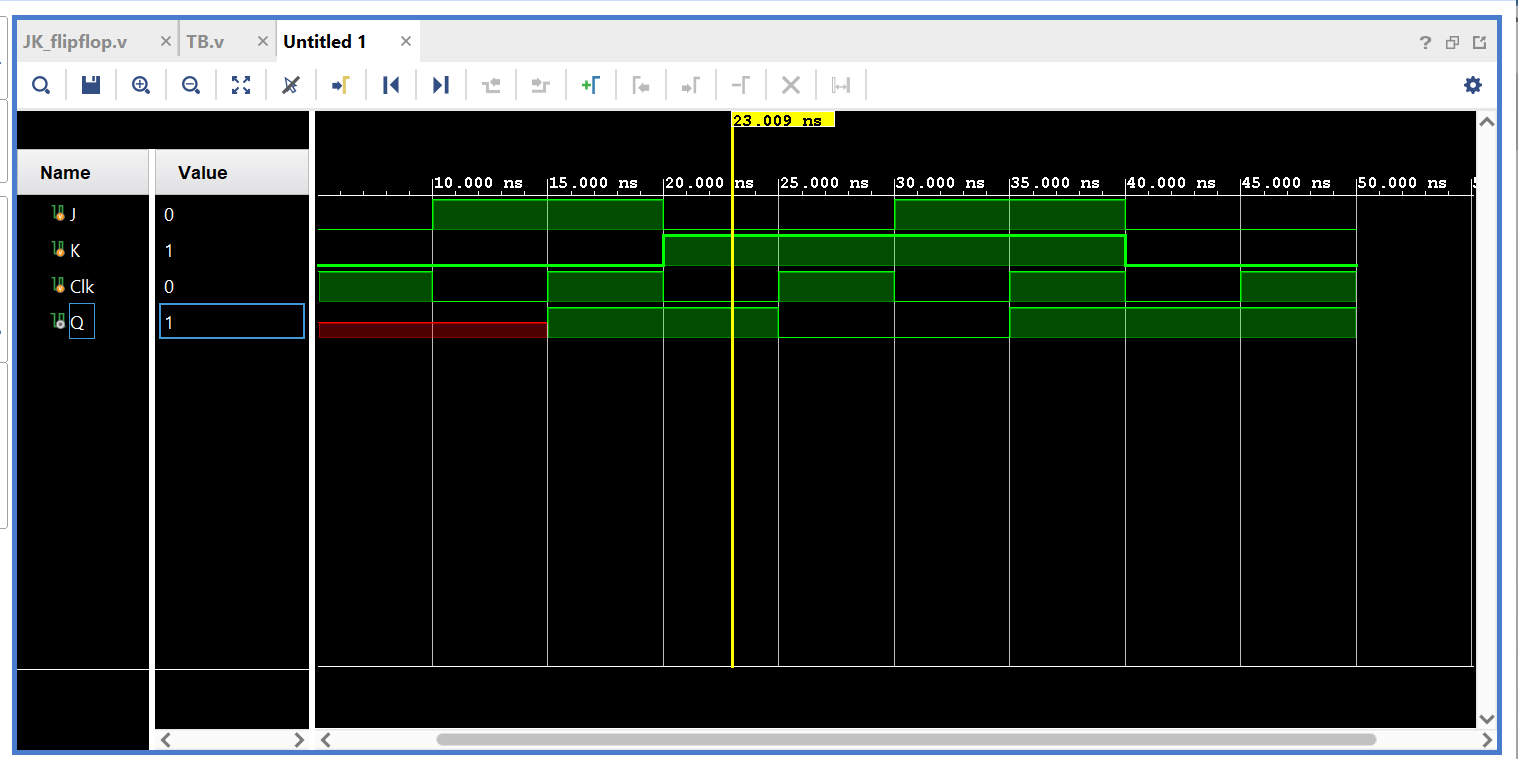 JK_flipflop.v × TB.v × Untitled 1 ×
?
23.009 ns
Name Value
10.000 ns 15.000 ns 20.000 ns 25.000 ns 30.000 ns 35.000 ns 40.000 ns 45.000 ns 50.000 ns
J 0
K 1
Clk 0
Q 1